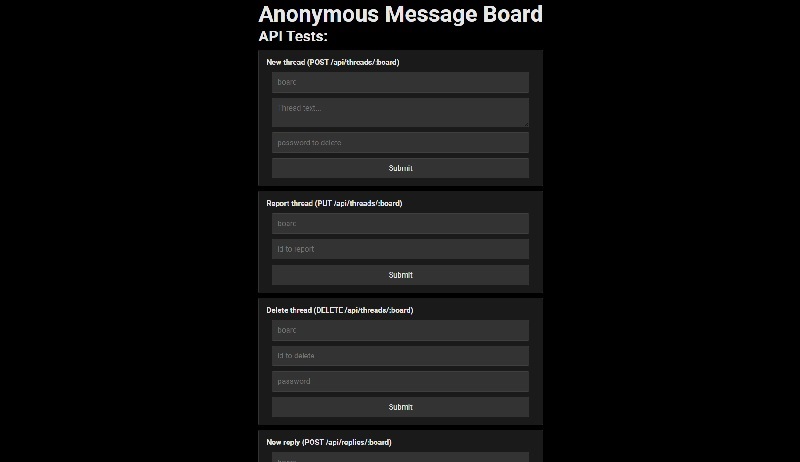 Anonymous Message Board
API Tests:
New thread (POST /api/threads/:board)
board
Thread text...
password to delete
Submit
Report thread (PUT /api/threads/:board)
board
id to report
Submit
Delete thread (DELETE /api/threads/:board)
board
id to delete
password
Submit
New reply (POST /api/replies/:board)
board